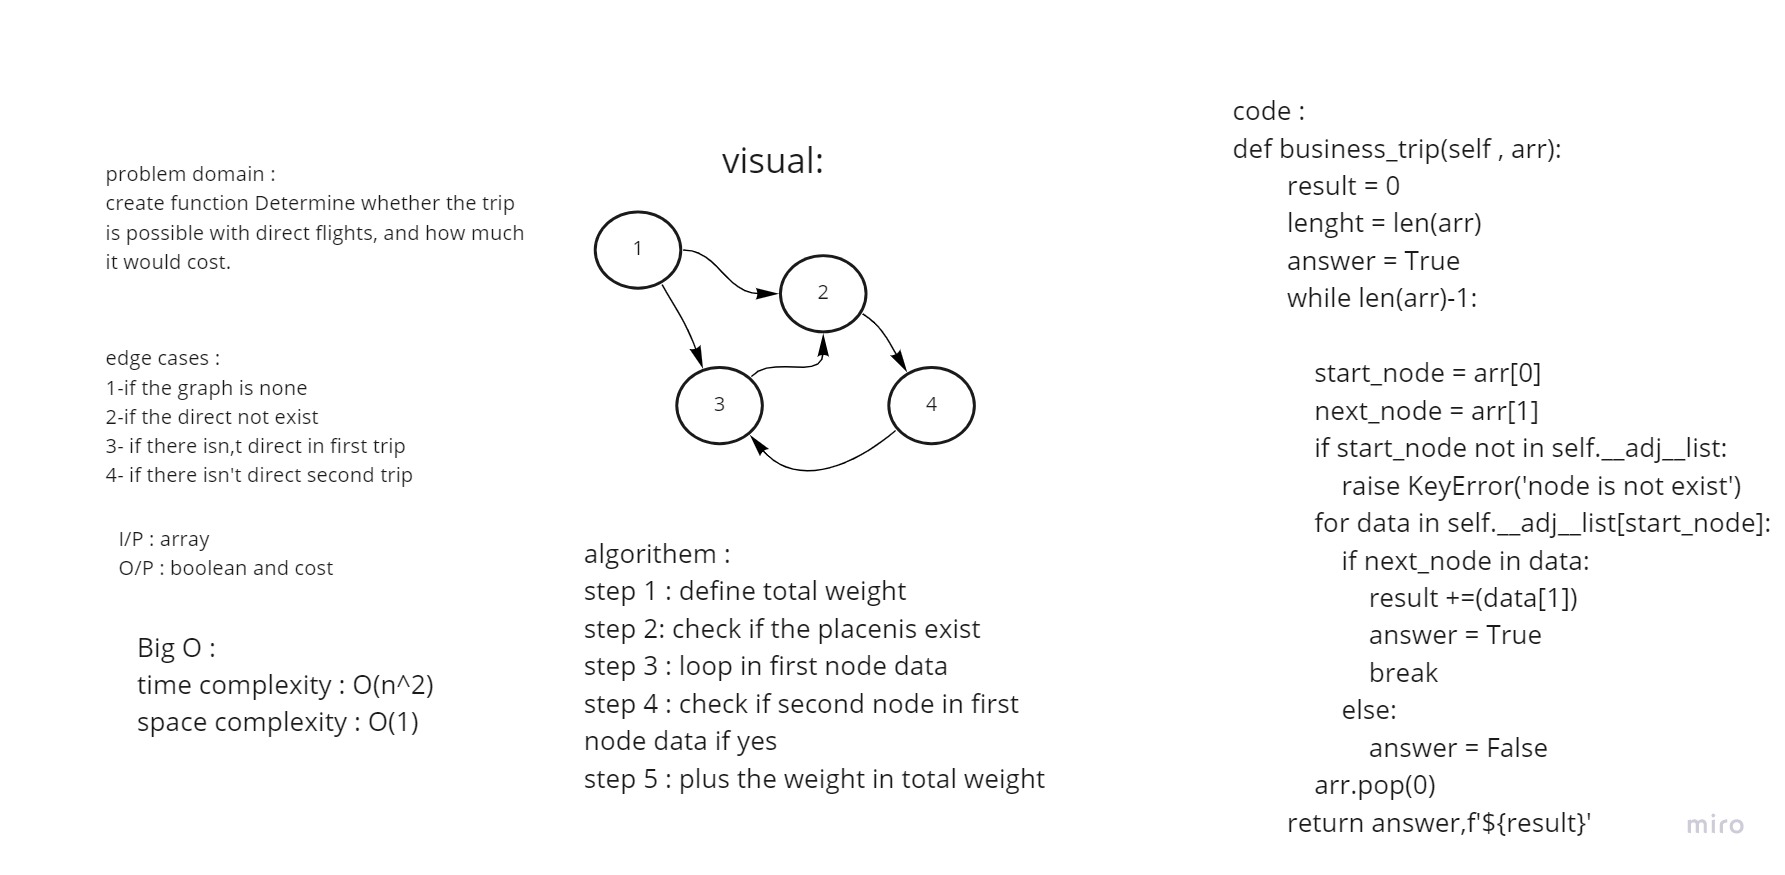 problem domain :
create function Determine whether the trip
is possible with direct flights, and how much
it would cost.
edge cases :
1-if the graph is none
2-if the direct not exist
3- if there isn,t direct in first trip
4- if there isn't direct second trip
I/P : array
O/P : boolean and cost
Big O :
time complexity : O(n^2)
space complexity : O(1)
visual:
1
2
3
4
algorithem :
step 1 : define total weight
step 2: check if the placenis exist
step 3 : loop in first node data
step 4 : check if second node in first
node data if yes
step 5 : plus the weight in total weight
code :
def business_trip(self , arr):
result = 0
lenght = len(arr)
answer = True
while len(arr)-1:
start_node = arr[0]
next_node = arr[1]
if start_node not in self.__adj__list:
raise KeyError('node is not exist')
for data in self.__adj__list[start_node]:
if next_node in data:
result +=(data[1])
answer = True
break
else:
answer = False
arr.pop(0)
return answer,f'${result}'
miro